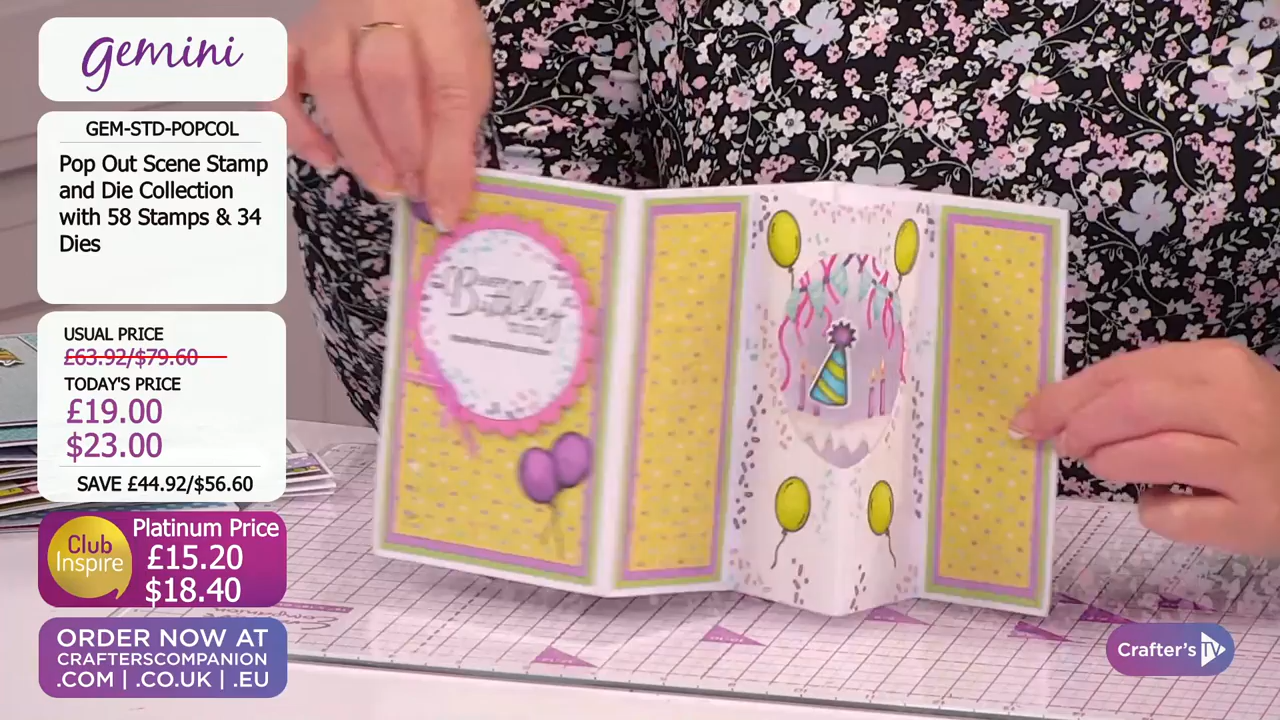 gemini
GEM-STD-POPCOL
Pop Out Scene Stamp
and Die Collection
with 58 Stamps & 34
Dies
USUAL PRICE
£63.92/$79.60
TODAY'S PRICE
£19.00
$23.00
SAVE £44.92/$56.60
Club
Inspire
Platinum Price
£15.20
$18.40
ORDER NOW AT
CRAFTERSCOMPANION
.COM | .CO.UK | .EU
Birthday
Crafter's TV